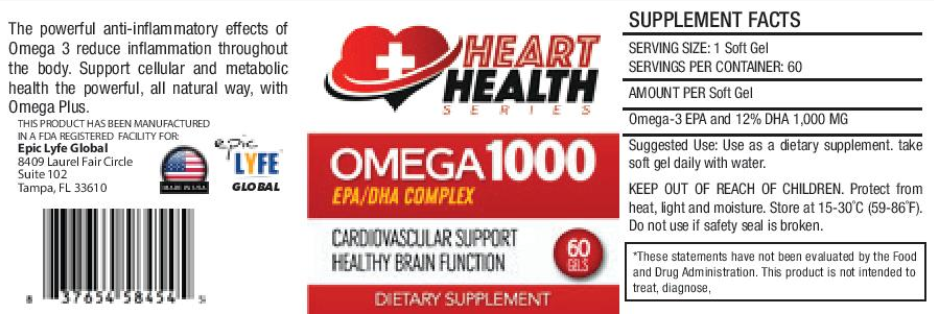 The powerful anti-inflammatory effects of
Omega 3 reduce inflammation throughout
the body. Support cellular and metabolic
health the powerful, all natural way, with
Omega Plus.
THIS PRODUCT HAS BEEN MANUFACTURED
IN A FDA REGISTERED FACILITY FOR:
Epic Lyfe Global
8409 Laurel Fair Circle
Suite 102
Tampa, FL 33610
MADE IN USA
epic
LYFE
GLOBAL
8 37654 58454 5
HEART
HEALTH
SERIES
OMEGA 1000
EPA/DHA COMPLEX
CARDIOVASCULAR SUPPORT
HEALTHY BRAIN FUNCTION
60
GELS
DIETARY SUPPLEMENT
SUPPLEMENT FACTS
SERVING SIZE: 1 Soft Gel
SERVINGS PER CONTAINER: 60
AMOUNT PER Soft Gel
Omega-3 EPA and 12% DHA 1,000 MG
Suggested Use: Use as a dietary supplement. take
soft gel daily with water.
KEEP OUT OF REACH OF CHILDREN. Protect from
heat, light and moisture. Store at 15-30°C (59-86°F).
Do not use if safety seal is broken.
*These statements have not been evaluated by the Food
and Drug Administration. This product is not intended to
treat, diagnose,